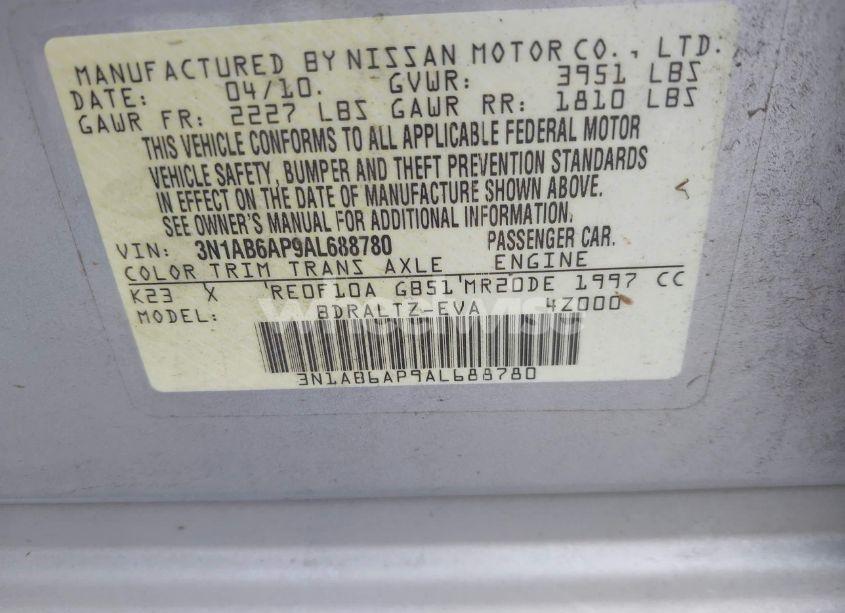 MANUFACTURED BY NISSAN MOTOR CO., LTD.
DATE: 04/10. GVWR: 3951 LBS
GAWR FR: 2227 LBS GAWR RR: 1810 LBS
THIS VEHICLE CONFORMS TO ALL APPLICABLE FEDERAL MOTOR
VEHICLE SAFETY, BUMPER AND THEFT PREVENTION STANDARDS
IN EFFECT ON THE DATE OF MANUFACTURE SHOWN ABOVE.
SEE OWNER'S MANUAL FOR ADDITIONAL INFORMATION.
VIN: 3N1AB6AP9AL688780 PASSENGER CAR.
COLOR TRIM TRANS AXLE ENGINE
K23 X RE0F10A GB51 MR20DE 1997 CC
MODEL: BDRALTZ-EVA 4Z000
3N1AB6AP9AL688780